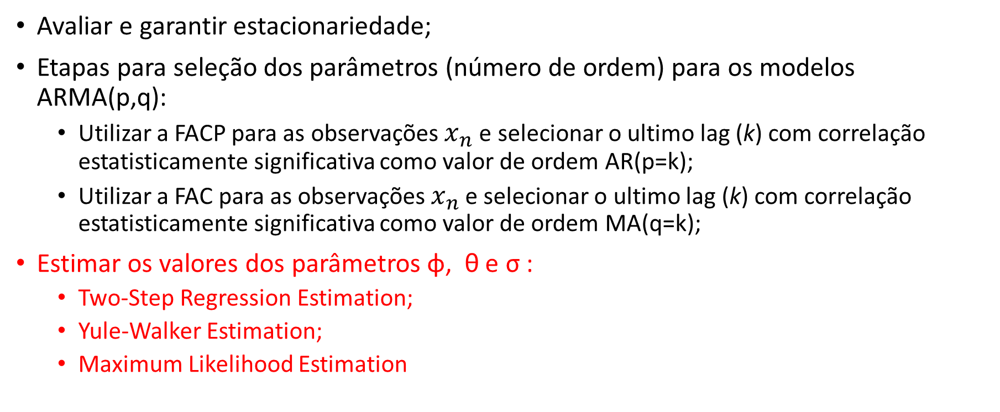 • Avaliar e garantir estacionariedade;
• Etapas para seleção dos parâmetros (número de ordem) para os modelos
ARMA(p,q):
• Utilizar a FACP para as observações 𝑥ₙ e selecionar o ultimo lag (k) com correlação
estatisticamente significativa como valor de ordem AR(p=k);
• Utilizar a FAC para as observações 𝑥ₙ e selecionar o ultimo lag (k) com correlação
estatisticamente significativa como valor de ordem MA(q=k);
• Estimar os valores dos parâmetros ϕ, θ e σ :
• Two-Step Regression Estimation;
• Yule-Walker Estimation;
• Maximum Likelihood Estimation